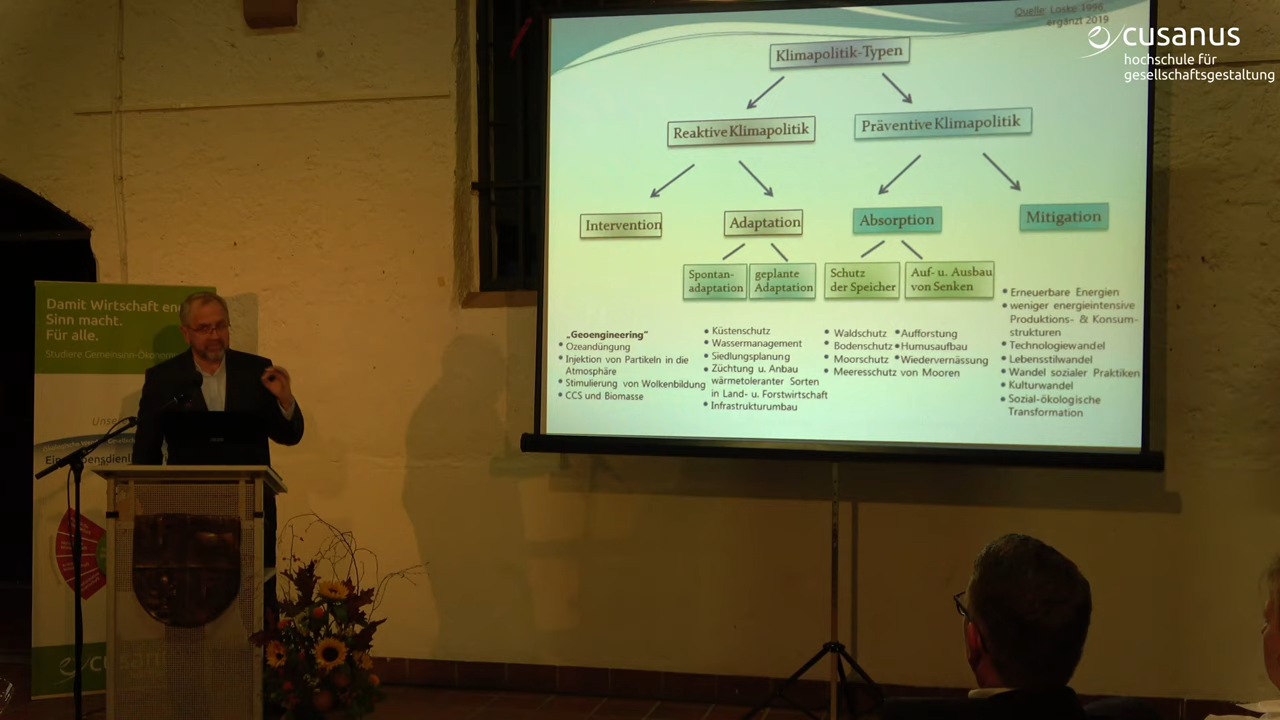 Quelle: Loske 1998,
ergänzt 2019
cusanus
hochschule für
gesellschaftsgestaltung
Klimapolitik-Typen
Reaktive Klimapolitik
Präventive Klimapolitik
Intervention
Adaptation
Absorption
Mitigation
Spontan-
adaptation
geplante
Adaptation
Schutz
der Speicher
Auf- u. Ausbau
von Senken
„Geoengineering“
• Ozeandüngung
• Injektion von Partikeln in die
Atmosphäre
• Stimulierung von Wolkenbildung
• CCS und Biomasse
• Küstenschutz
• Wassermanagement
• Siedlungsplanung
• Züchtung u. Anbau
wärmetoleranter Sorten
in Land- u. Forstwirtschaft
• Infrastrukturumbau
• Waldschutz
• Bodenschutz
• Moorschutz
• Meeresschutz
• Aufforstung
• Humusaufbau
• Wiedervernässung
von Mooren
• Erneuerbare Energien
• weniger energieintensive
Produktions- & Konsum-
strukturen
• Technologiewandel
• Lebensstilwandel
• Wandel sozialer Praktiken
• Kulturwandel
• Sozial-ökologische
Transformation
Damit Wirtschaft
Sinn macht.
Für alle.
Studiere
cusan